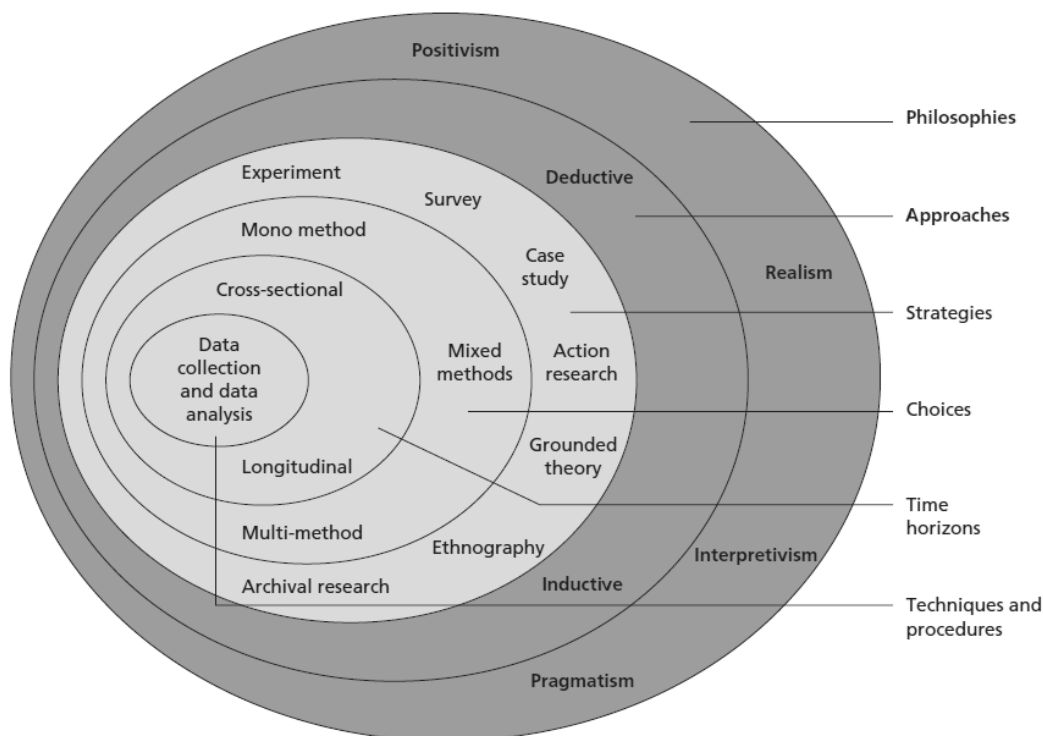 Positivism
Philosophies
Experiment
Deductive
Survey
Approaches
Mono method
Case
study
Realism
Cross-sectional
Strategies
Data
collection
and data
analysis
Mixed
methods
Action
research
Choices
Grounded
theory
Longitudinal
Time
horizons
Multi-method
Ethnography
Interpretivism
Archival research
Inductive
Techniques and
procedures
Pragmatism